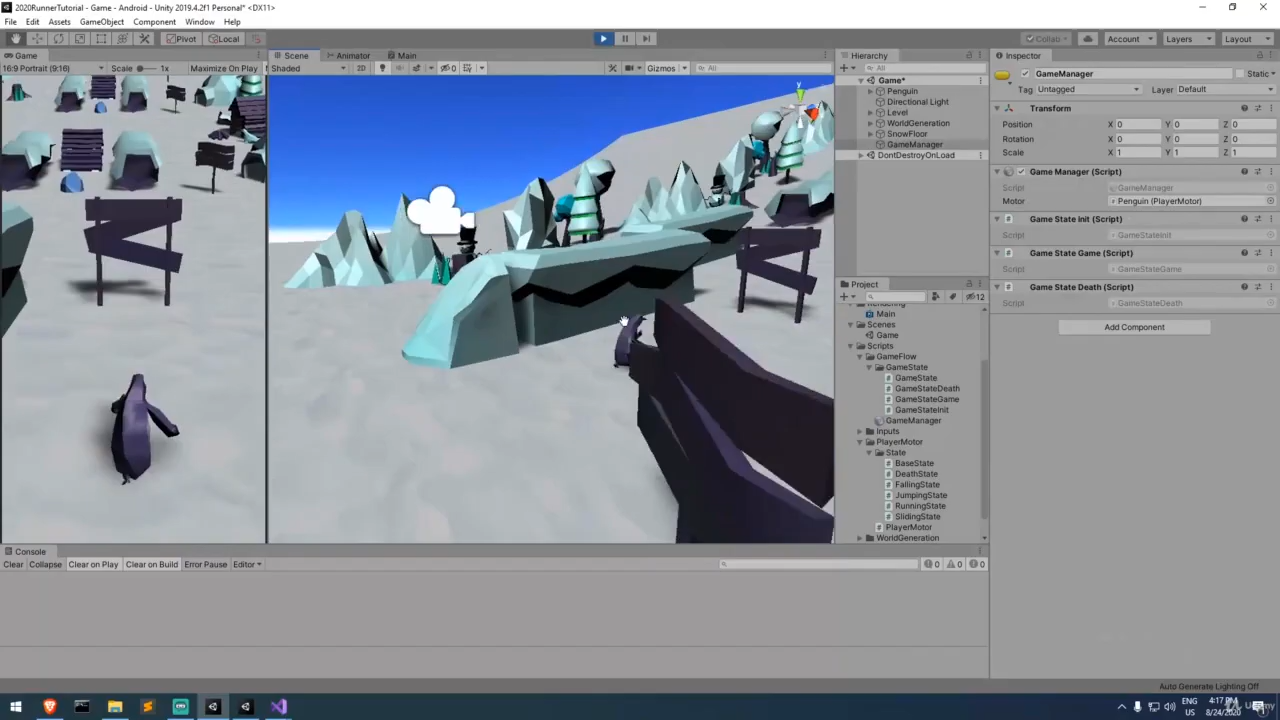 2020RunnerTutorial - Game - Android - Unity 2019.4.2f1 Personal* <DX11>
File Edit Assets GameObject Component Window Help
Pivot Local Collab Account Layers Layout
Game
16:9 Portrait (9:16) Scale 1x Maximize On Play
Scene Animator Main
Shaded 2D 0 Gizmos All
Hierarchy
All
Game*
Penguin
Directional Light
Level
WorldGeneration
SnowFloor
GameManager
DontDestroyOnLoad
Project
12
Rendering
Main
Scenes
Game
Scripts
GameFlow
GameState
GameState
GameStateDeath
GameStateGame
GameStateInit
GameManager
Inputs
PlayerMotor
State
BaseState
DeathState
FallingState
JumpingState
RunningState
SlidingState
PlayerMotor
WorldGeneration
Inspector
GameManager Static
Tag Untagged Layer Default
Transform
Position X 0 Y 0 Z 0
Rotation X 0 Y 0 Z 0
Scale X 1 Y 1 Z 1
Game Manager (Script)
Script GameManager
Motor Penguin (PlayerMotor)
Game State Init (Script)
Script GameStateInit
Game State Game (Script)
Script GameStateGame
Game State Death (Script)
Script GameStateDeath
Add Component
Console
Clear Collapse Clear on Play Clear on Build Error Pause Editor 0 0 0
Auto Generate Lighting Off
ENG
US
4:17 PM
8/24/2020
Udemy